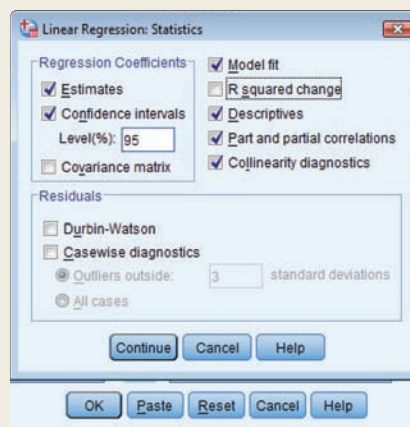 Linear Regression: Statistics
Regression Coefficients
Estimates
Confidence intervals
Level(%): 95
Covariance matrix
Model fit
R squared change
Descriptives
Part and partial correlations
Collinearity diagnostics
Residuals
Durbin-Watson
Casewise diagnostics
Outliers outside: 3 standard deviations
All cases
Continue Cancel Help
OK Paste Reset Cancel Help